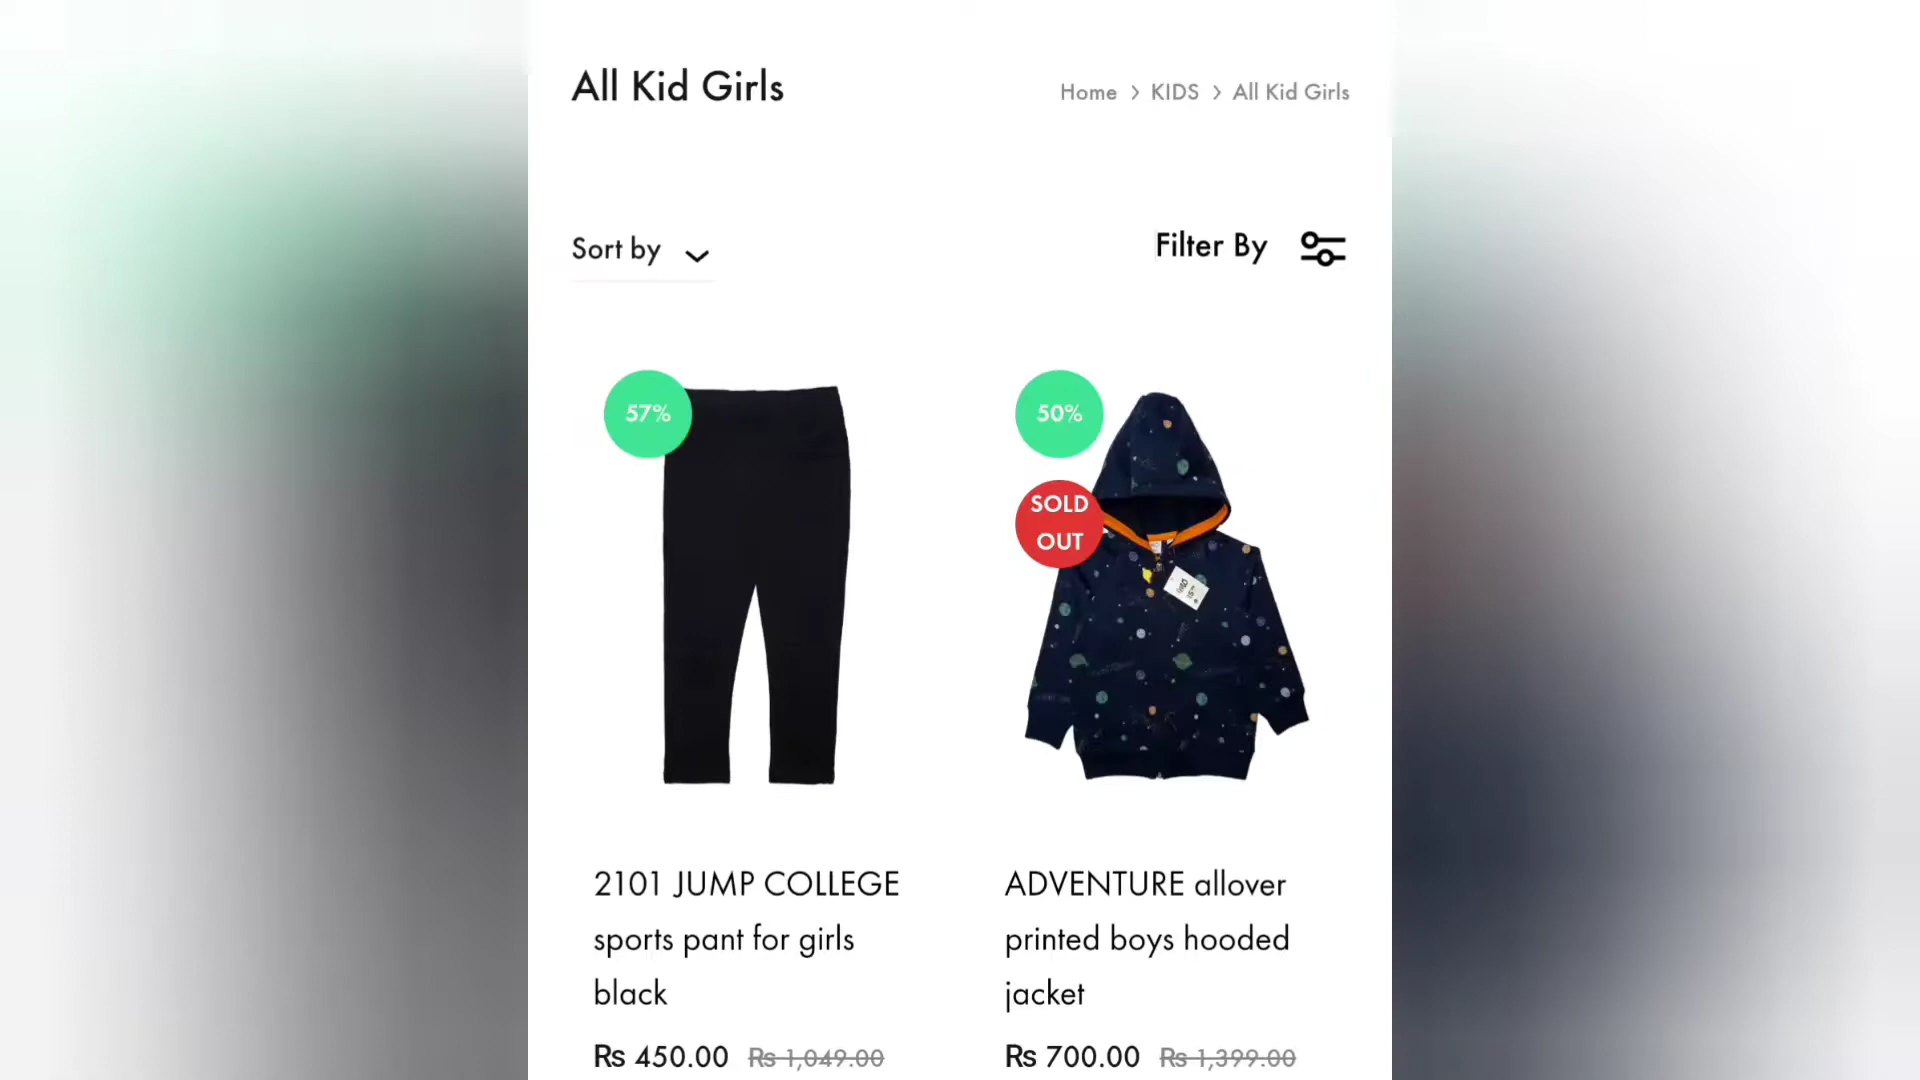 All Kid Girls
Home > KIDS > All Kid Girls
Sort by
Filter By
57%
50%
SOLD
OUT
2101 JUMP COLLEGE
sports pant for girls
black
Rs 450.00 Rs 1,049.00
ADVENTURE allover
printed boys hooded
jacket
Rs 700.00 Rs 1,399.00